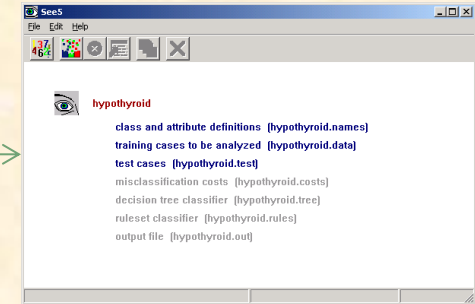 See5
File Edit Help
hypothyroid
class and attribute definitions [hypothyroid.names]
training cases to be analyzed [hypothyroid.data]
test cases [hypothyroid.test]
misclassification costs [hypothyroid.costs]
decision tree classifier [hypothyroid.tree]
ruleset classifier [hypothyroid.rules]
output file [hypothyroid.out]